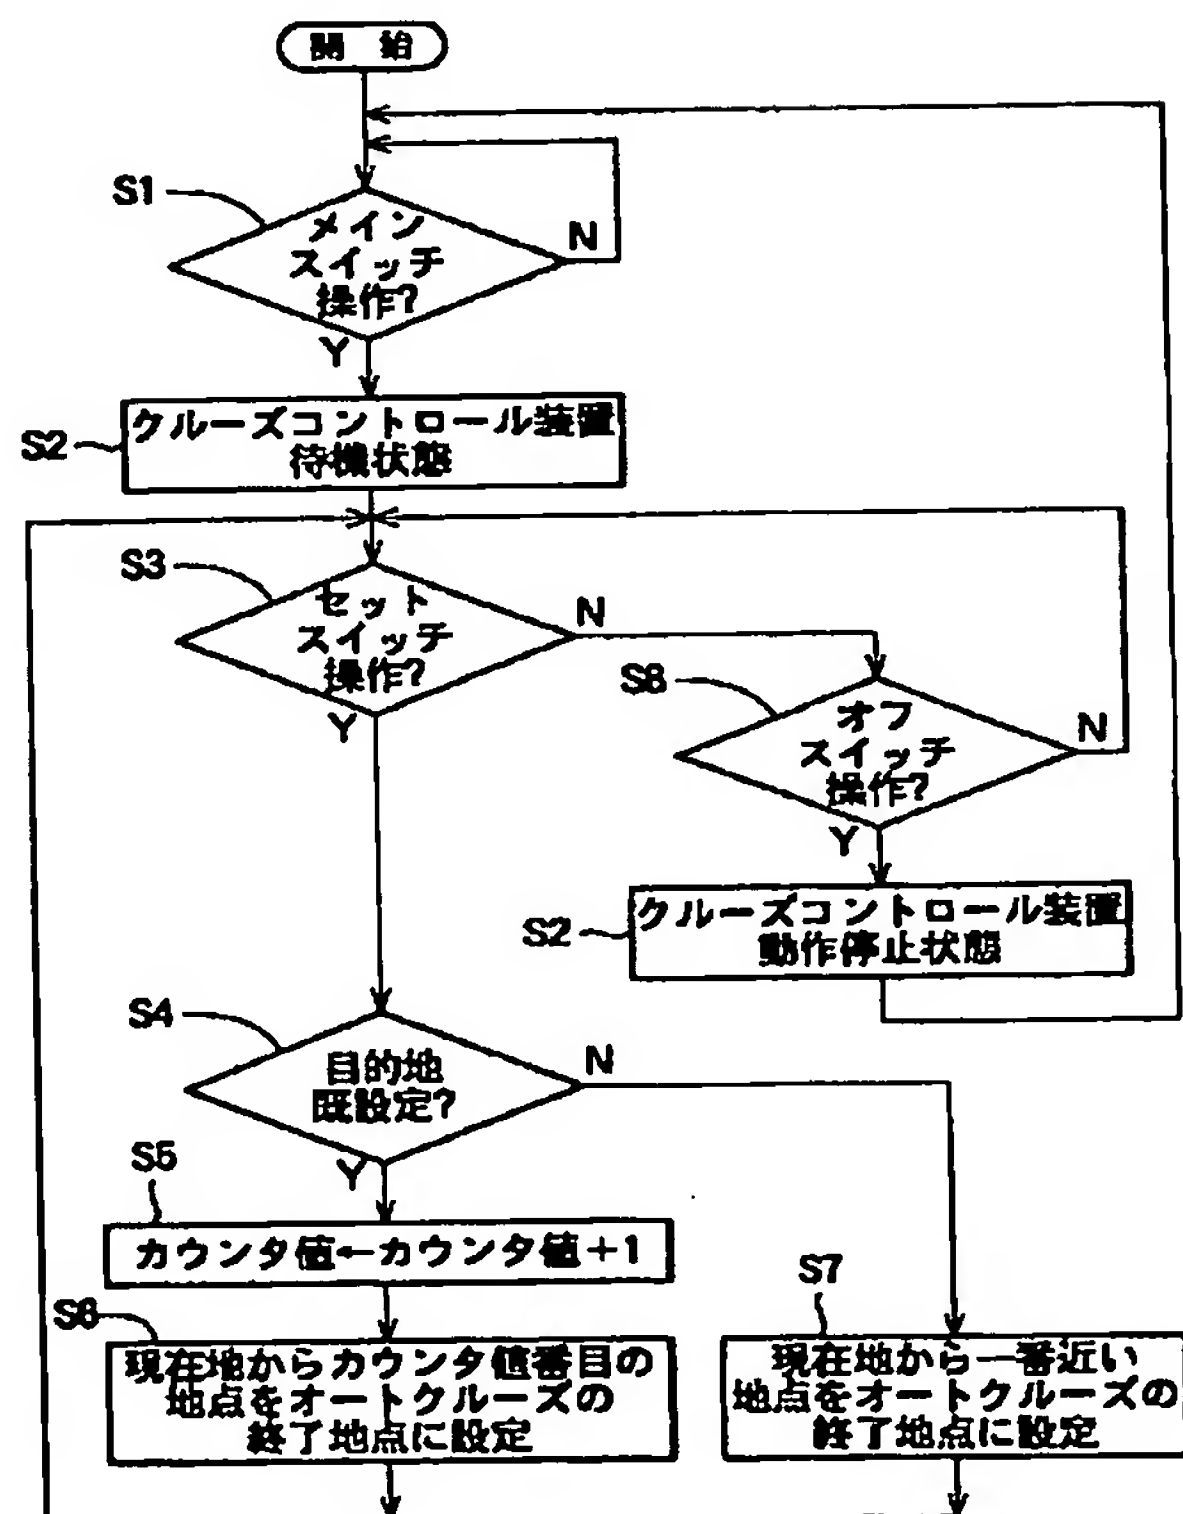 開 始
S1
メイン
スイッチ
操作?
N
Y
S2
クルーズコントロール装置
待機状態
S3
セット
スイッチ
操作?
N
Y
S8
オフ
スイッチ
操作?
N
Y
S2
クルーズコントロール装置
動作停止状態
S4
目的地
既設定?
N
Y
S5
カウンタ値←カウンタ値+1
S6
現在地からカウンタ値番目の
地点をオートクルーズの
終了地点に設定
S7
現在地から一番近い
地点をオートクルーズの
終了地点に設定